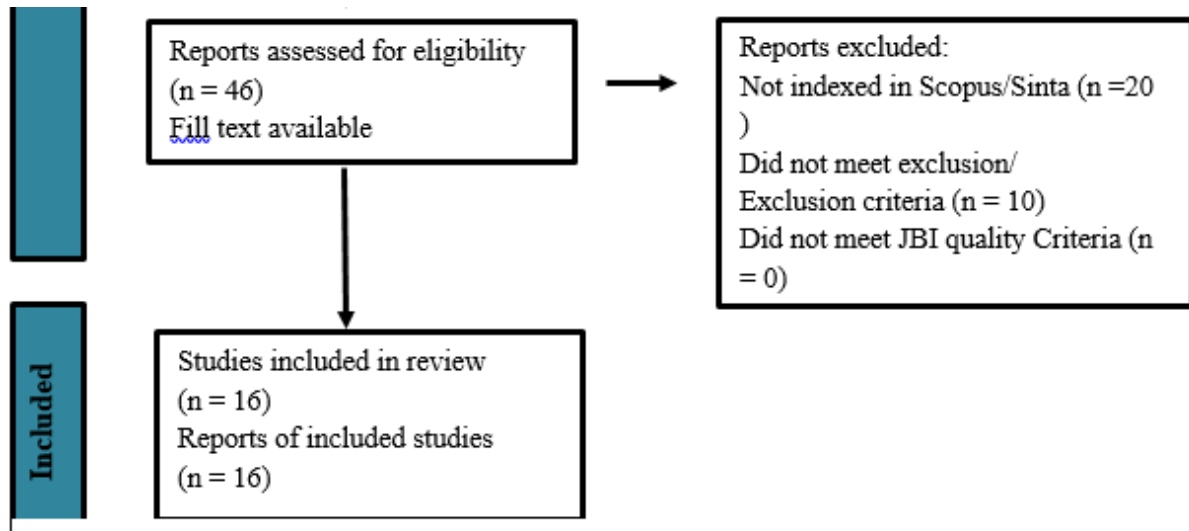 Reports assessed for eligibility
(n = 46)
Fill text available
Reports excluded:
Not indexed in Scopus/Sinta (n =20
)
Did not meet exclusion/
Exclusion criteria (n = 10)
Did not meet JBI quality Criteria (n
= 0)
Included
Studies included in review
(n = 16)
Reports of included studies
(n = 16)